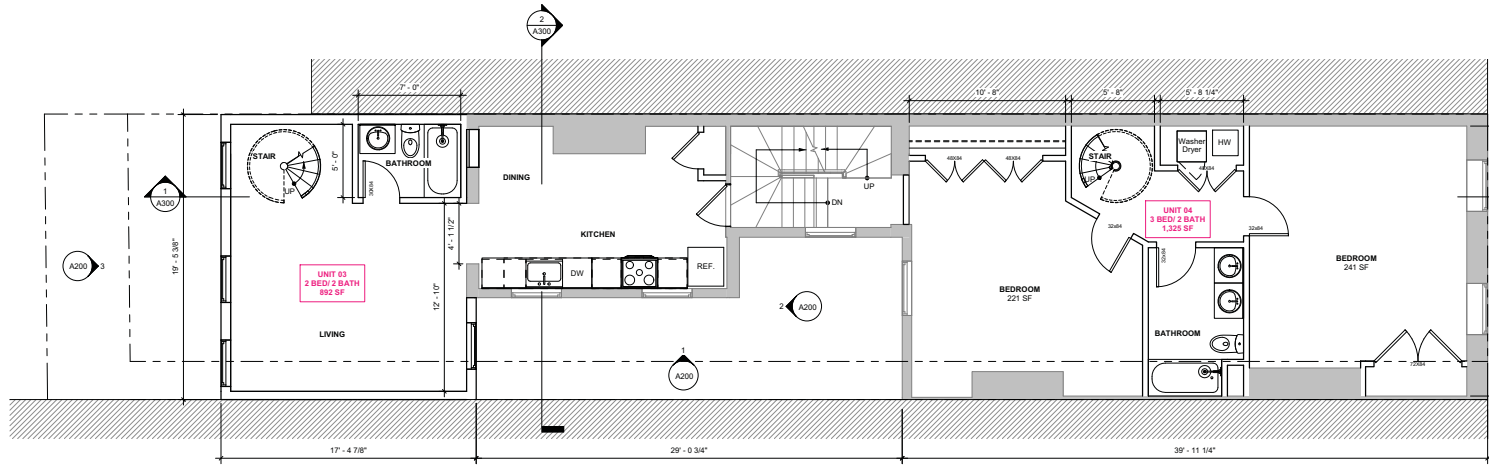 2
A300
7' - 0"
10' - 8"
5' - 8"
5' - 8 1/4"
STAIR
UP
5' - 0"
BATHROOM
30X84
DINING
UP
DN
48X84
48X84
STAIR
UP
Washer
Dryer
HW
48X84
1
A300
19' - 5 3/8"
4' - 1 1/2"
KITCHEN
UNIT 04
3 BED/ 2 BATH
1,325 SF
32x84
32x84
32x84
A200
3
UNIT 03
2 BED/ 2 BATH
892 SF
12' - 10"
DW
REF.
BEDROOM
241 SF
BEDROOM
221 SF
2
A200
LIVING
BATHROOM
1
A200
72X84
17' - 4 7/8"
29' - 0 3/4"
39' - 11 1/4"